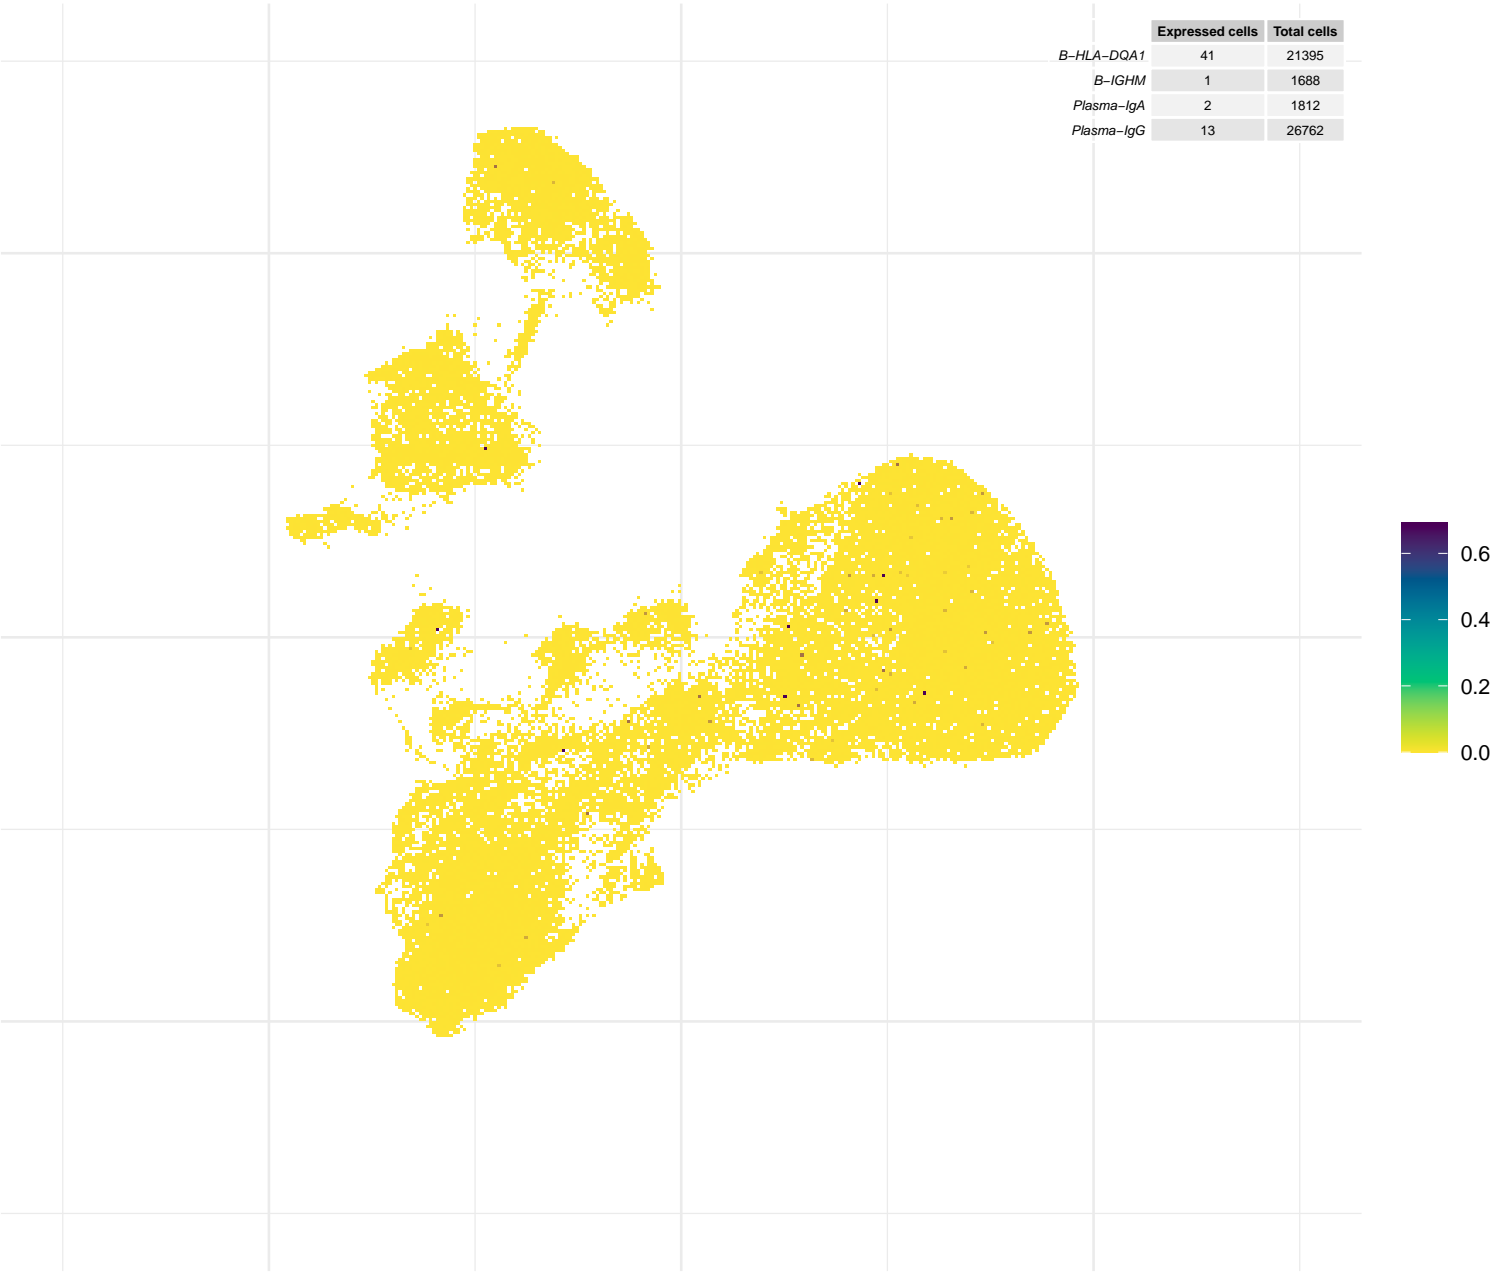 Expressed cells Total cells
B−HLA−DQA1 41 21395
B−IGHM 1 1688
Plasma−IgA 2 1812
Plasma−IgG 13 26762
0.6
0.4
0.2
0.0